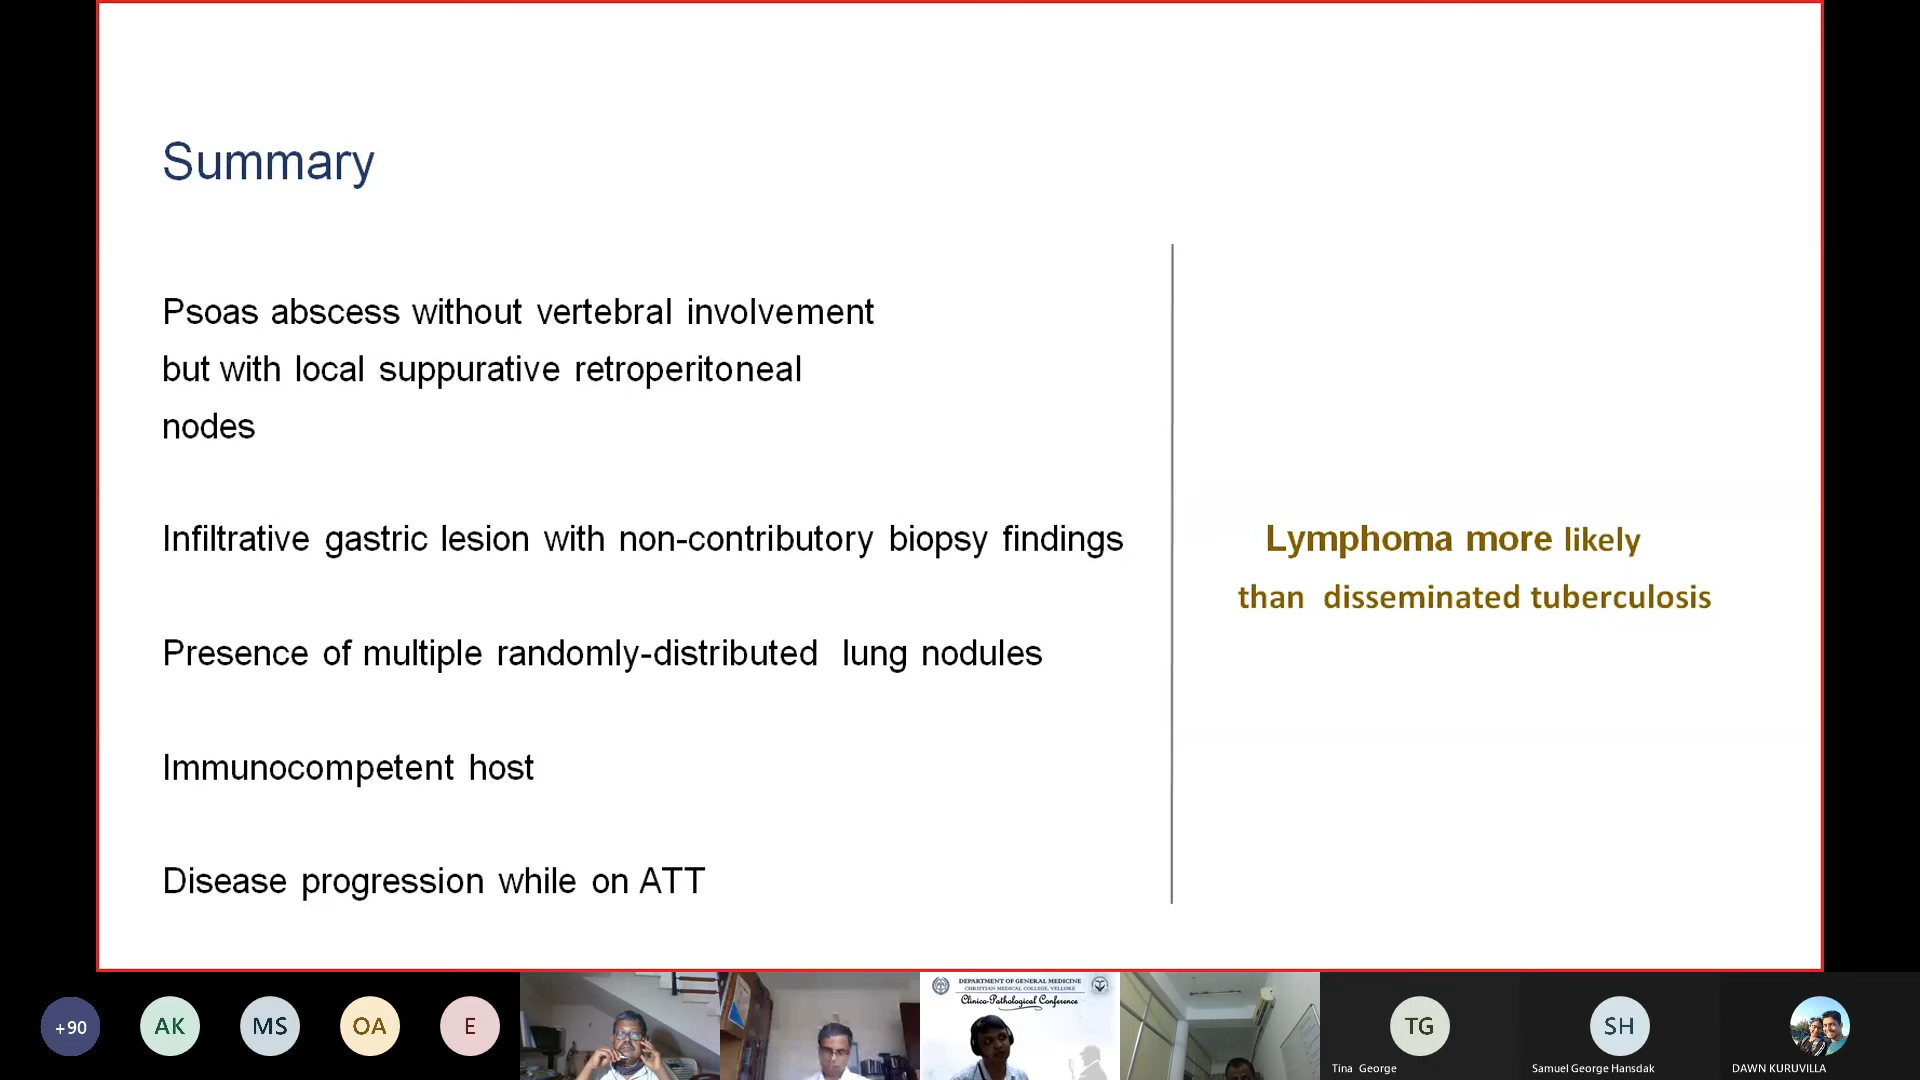 Summary
Psoas abscess without vertebral involvement
but with local suppurative retroperitoneal
nodes
Infiltrative gastric lesion with non-contributory biopsy findings
Presence of multiple randomly-distributed lung nodules
Immunocompetent host
Disease progression while on ATT
Lymphoma more likely
than disseminated tuberculosis
+90
AK
MS
OA
E
DEPARTMENT OF GENERAL MEDICINE
CHRISTIAN MEDICAL COLLEGE, VELLORE
Clinico-Pathological Conference
TG
Tina George
SH
Samuel George Hansdak
DAWN KURUVILLA